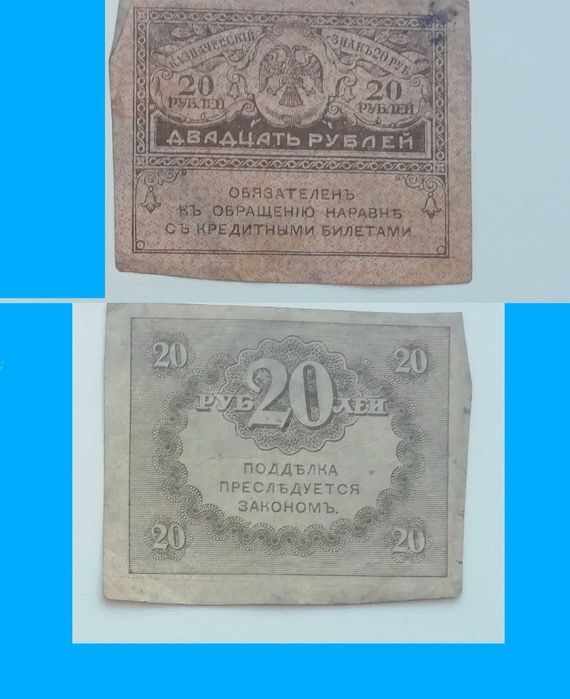 КАЗНАЧЕЙСКІЙ ЗНАКЪ 20 РУБ.
20 20
РУБЛЕЙ РУБЛЕЙ
ДВАДЦАТЬ РУБЛЕЙ
ОБЯЗАТЕЛЕНЪ
КЪ ОБРАЩЕНІЮ НАРАВНѢ
СЪ КРЕДИТНЫМИ БИЛЕТАМИ.
20 20
РУБ 20 ЛЕЙ
ПОДДѢЛКА
ПРЕСЛѢДУЕТСЯ
ЗАКОНОМЪ.
20 20